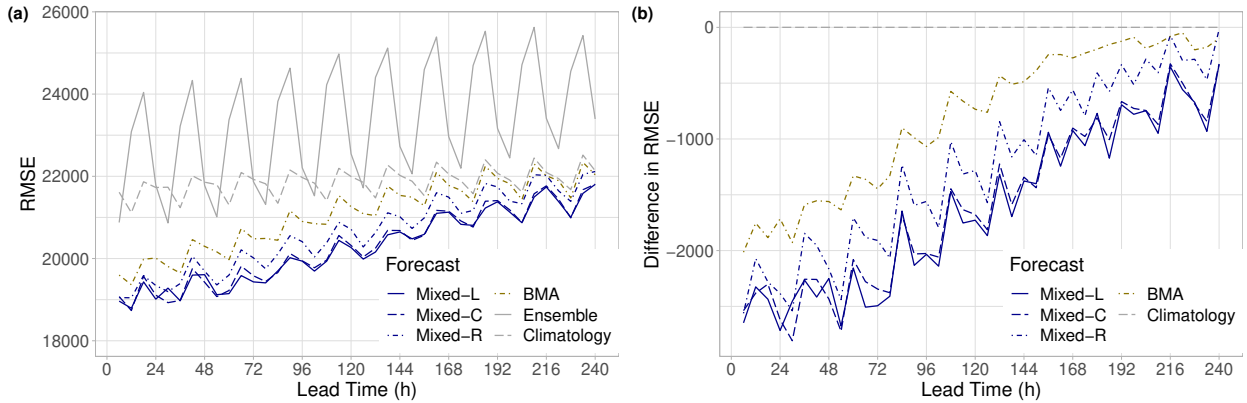 (a)
RMSE
26000
24000
22000
20000
18000
0 24 48 72 96 120 144 168 192 216 240
Lead Time (h)
Forecast
Mixed−L
Mixed−C
Mixed−R
BMA
Ensemble
Climatology
(b)
Difference in RMSE
0
−1000
−2000
0 24 48 72 96 120 144 168 192 216 240
Lead Time (h)
Forecast
Mixed−L
Mixed−C
Mixed−R
BMA
Climatology